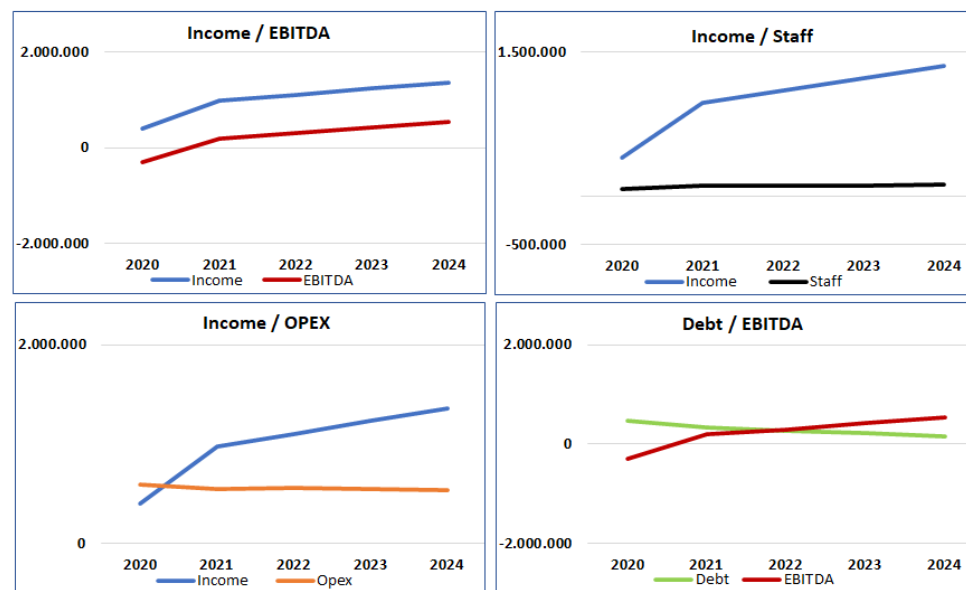 Income / EBITDA
2.000.000
0
-2.000.000
2020 2021 2022 2023 2024
Income EBITDA
Income / Staff
1.500.000
-500.000
2020 2021 2022 2023 2024
Income Staff
Income / OPEX
2.000.000
0
2020 2021 2022 2023 2024
Income Opex
Debt / EBITDA
2.000.000
0
-2.000.000
2020 2021 2022 2023 2024
Debt EBITDA